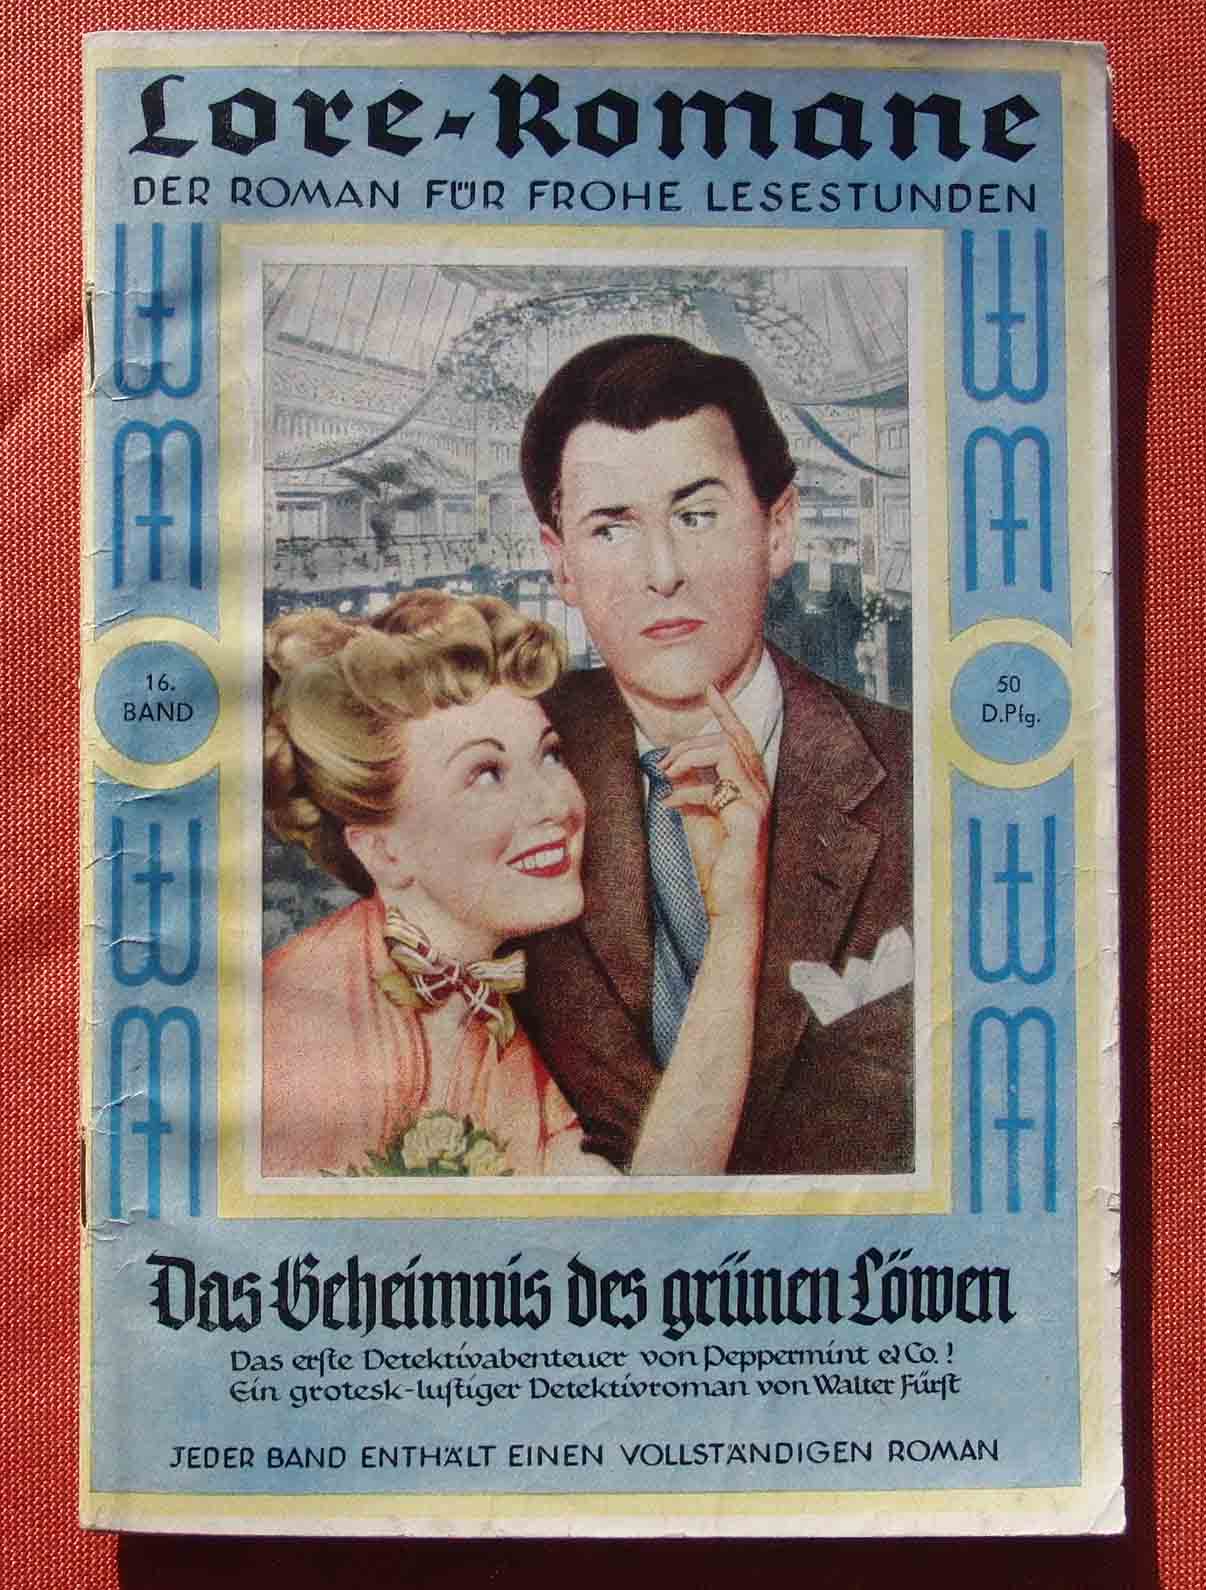 Lore-Romane
DER ROMAN FÜR FROHE LESESTUNDEN
W
W
M
M
16.
BAND
50
D.Pfg.
W
W
M
M
Das Geheimnis des grünen Löwen
Das erste Detektivabenteuer von Peppermint & Co.!
Ein grotesk-lustiger Detektivroman von Walter Fürst
JEDER BAND ENTHÄLT EINEN VOLLSTÄNDIGEN ROMAN